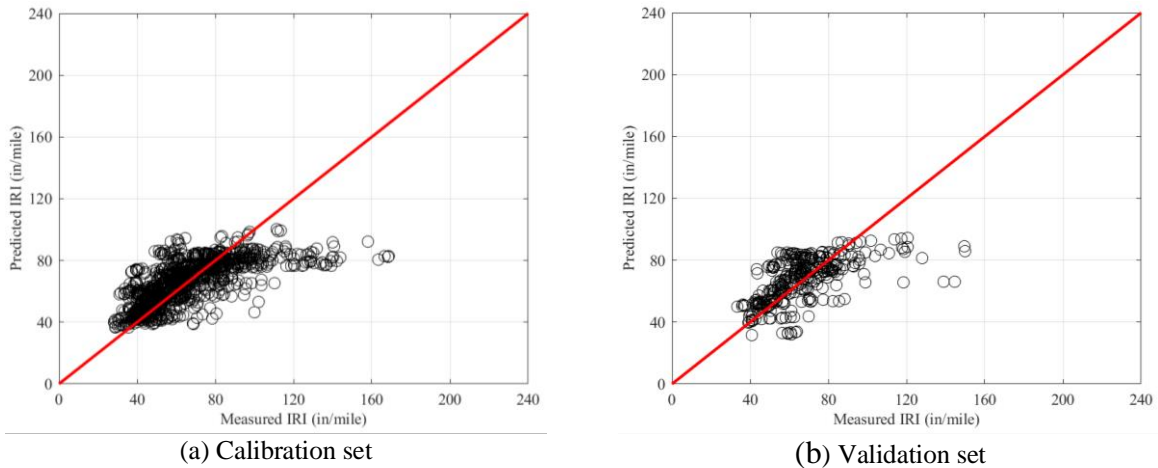 240
200
160
120
80
40
0
Predicted IRI (in/mile)
0 40 80 120 160 200 240
Measured IRI (in/mile)
(a) Calibration set
240
200
160
120
80
40
0
Predicted IRI (in/mile)
0 40 80 120 160 200 240
Measured IRI (in/mile)
(b) Validation set